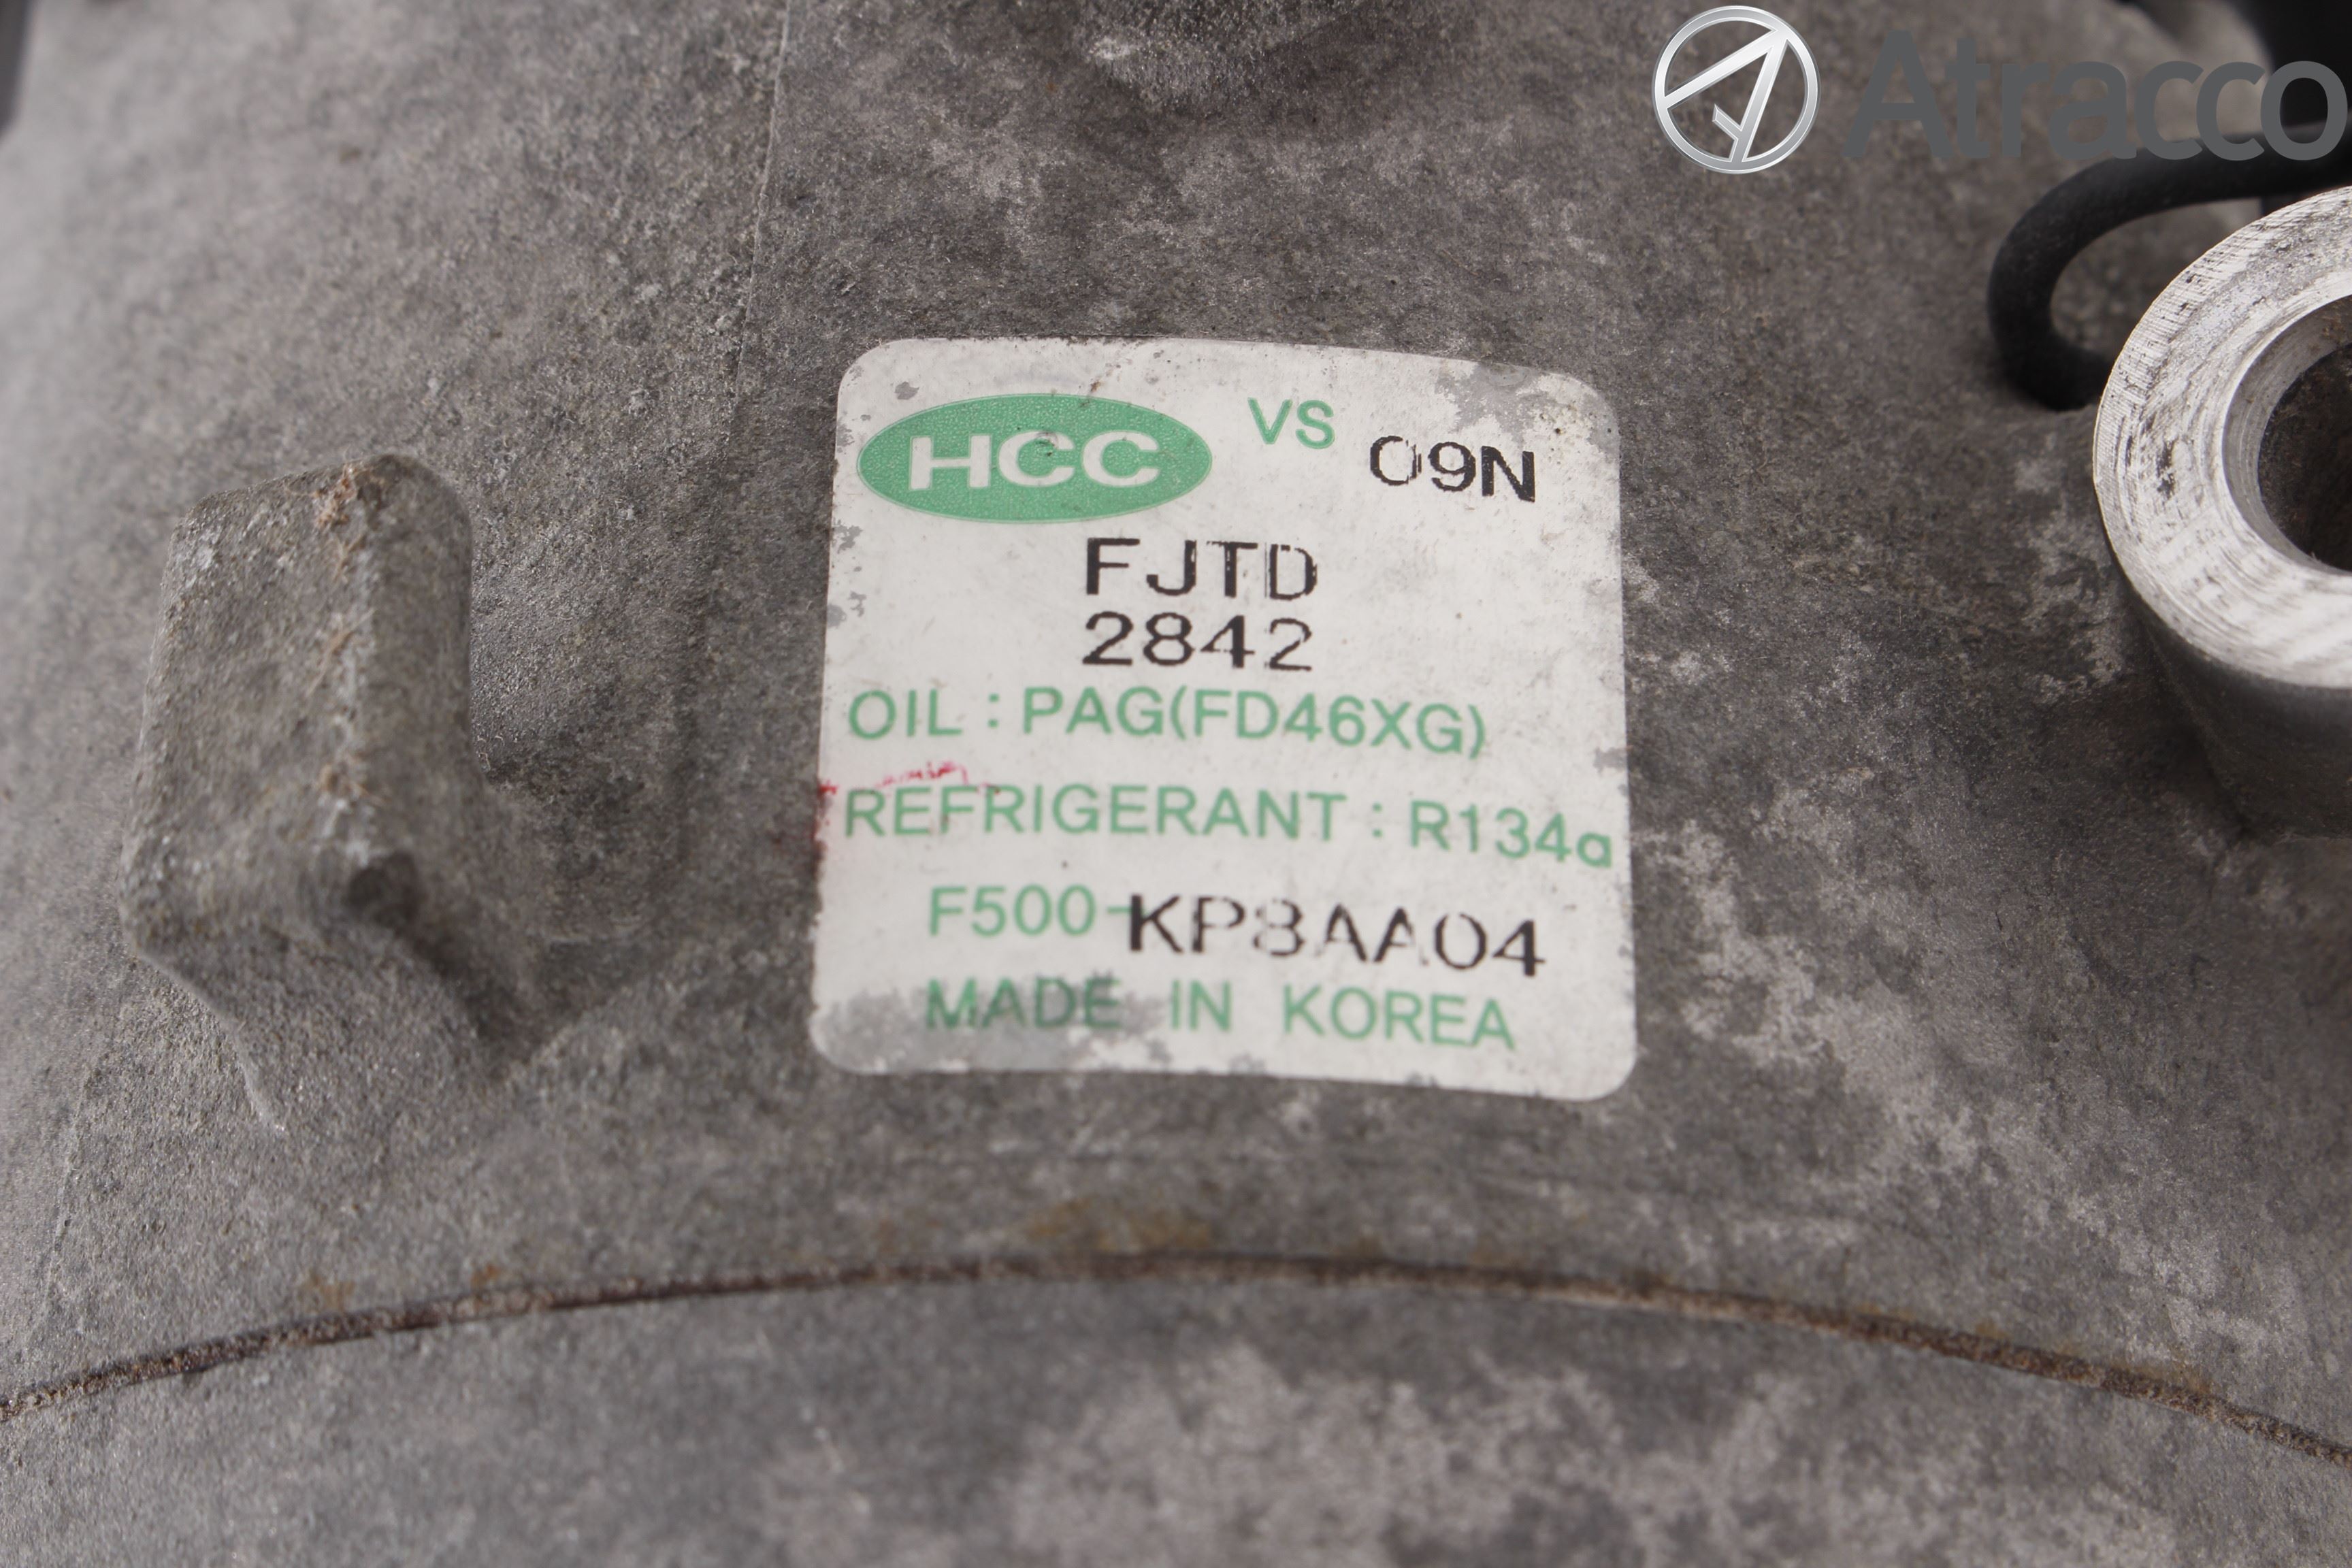 Atracco
HCC VS 09N
FJTD
2842
OIL : PAG(FD46XG)
REFRIGERANT : R134a
F500-KP8AA04
MADE IN KOREA